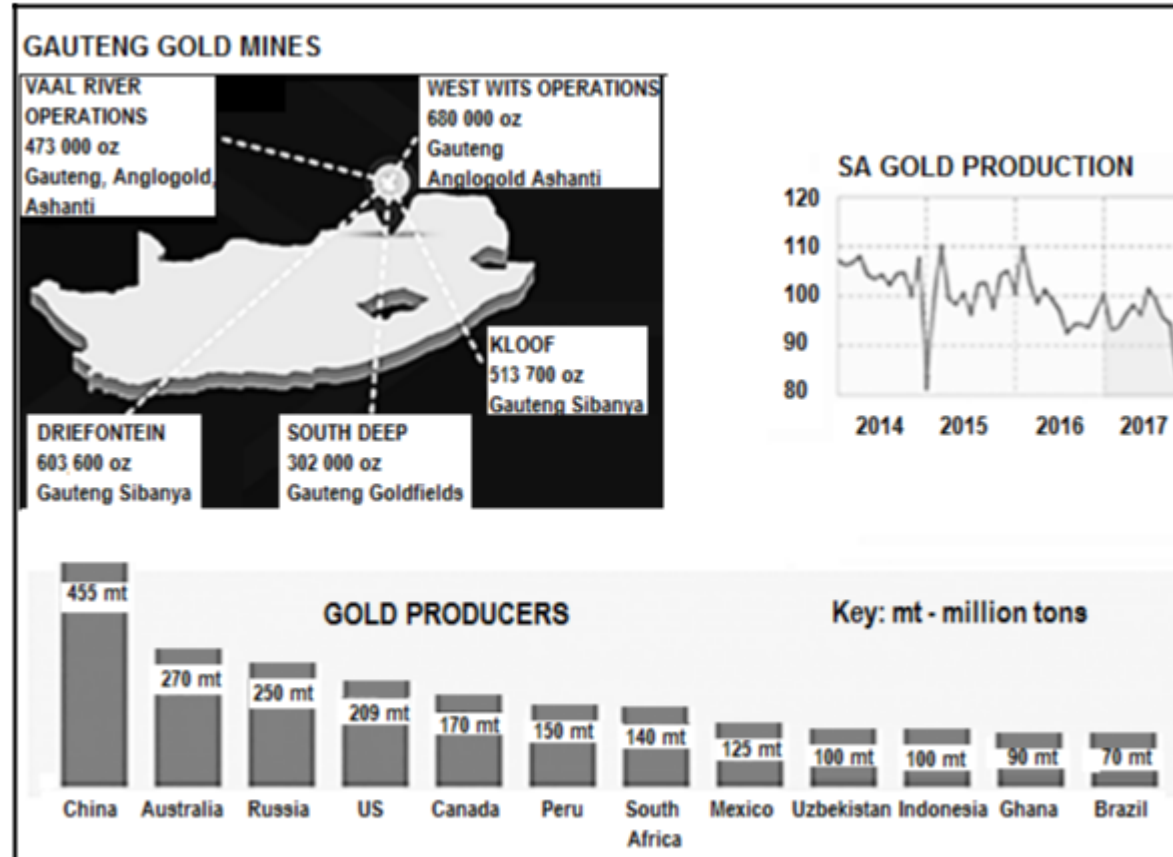 GAUTENG GOLD MINES
VAAL RIVER
OPERATIONS
473 000 oz
Gauteng, Anglogold,
Ashanti
WEST WITS OPERATIONS
680 000 oz
Gauteng
Anglogold Ashanti
KLOOF
513 700 oz
Gauteng Sibanya
DRIEFONTEIN
603 600 oz
Gauteng Sibanya
SOUTH DEEP
302 000 oz
Gauteng Goldfields
SA GOLD PRODUCTION
120
110
100
90
80
2014 2015 2016 2017
GOLD PRODUCERS
Key: mt - million tons
455 mt
270 mt
250 mt
209 mt
170 mt
150 mt
140 mt
125 mt
100 mt
100 mt
90 mt
70 mt
China Australia Russia US Canada Peru South Mexico Uzbekistan Indonesia Ghana Brazil
Africa